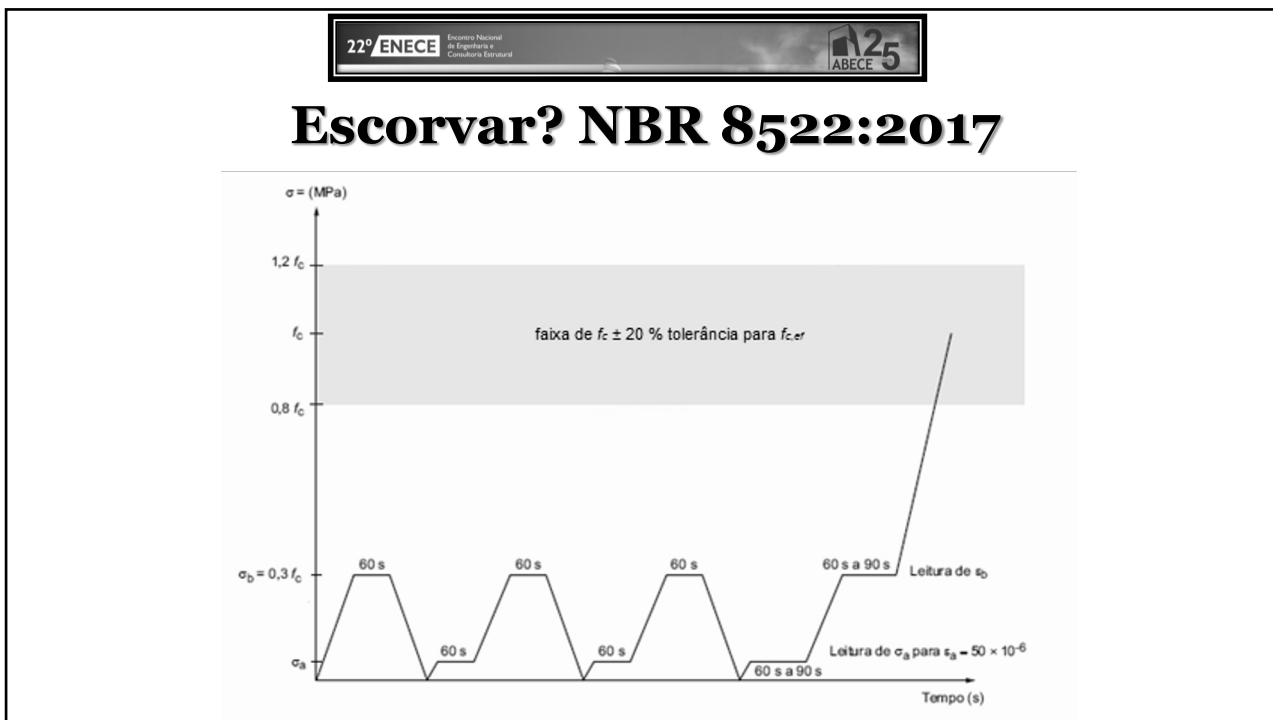 22º ENECE
Encontro Nacional
de Engenharia e
Consultoria Estrutural
ABECE 25
Escorvar? NBR 8522:2017
σ = (MPa)
1,2 fc
fc
faixa de fc ± 20 % tolerância para fc,ef
0,8 fc
σb = 0,3 fc
60 s
60 s
60 s
60 s a 90 s
Leitura de εb
σa
60 s
60 s
60 s a 90 s
Leitura de σa para εa = 50 × 10⁻⁶
Tempo (s)